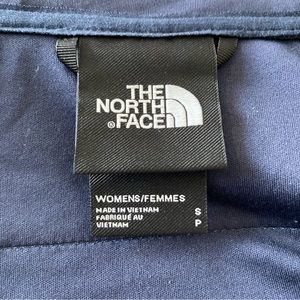 THE
NORTH
®FACE
WOMENS/FEMMES
MADE IN VIETNAM
FABRIQUÉ AU
VIETNAM
S
P